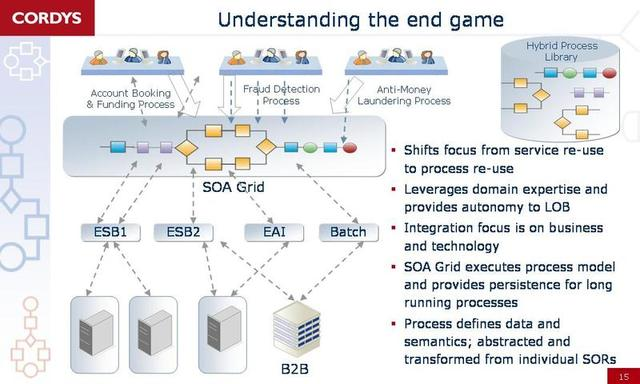 CORDYS
Understanding the end game
Hybrid Process
Library
Account Booking
& Funding Process
Fraud Detection
Process
Anti-Money
Laundering Process
SOA Grid
ESB1
ESB2
EAI
Batch
B2B
▪ Shifts focus from service re-use
to process re-use
▪ Leverages domain expertise and
provides autonomy to LOB
▪ Integration focus is on business
and technology
▪ SOA Grid executes process model
and provides persistence for long
running processes
▪ Process defines data and
semantics; abstracted and
transformed from individual SORs
15